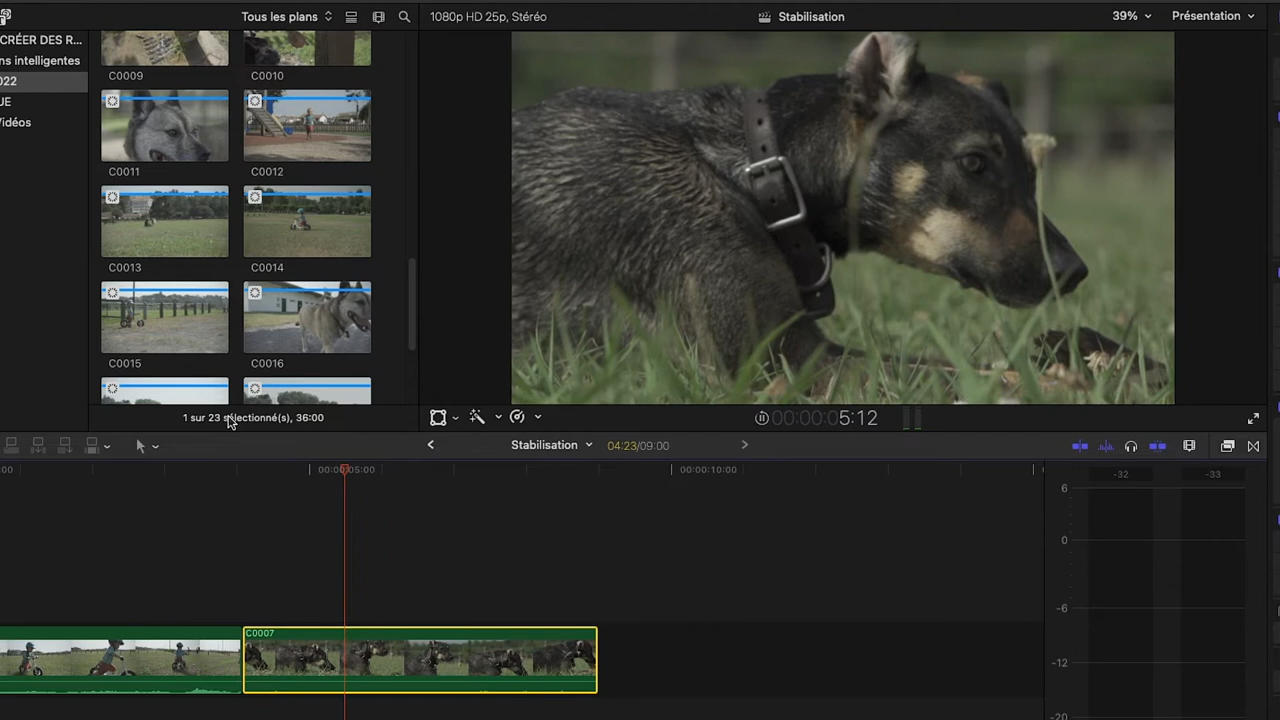 Tous les plans
1080p HD 25p, Stéréo
Stabilisation
39%
Présentation
CRÉER DES R...
ns intelligentes
022
UE
Vidéos
C0009
C0010
C0011
C0012
C0013
C0014
C0015
C0016
1 sur 23 sélectionné(s), 36:00
00:00:05:12
Stabilisation
04:23/09:00
:00
00:00:05:00
00:00:10:00
-32
-33
6
0
-6
-12
-20
C0007